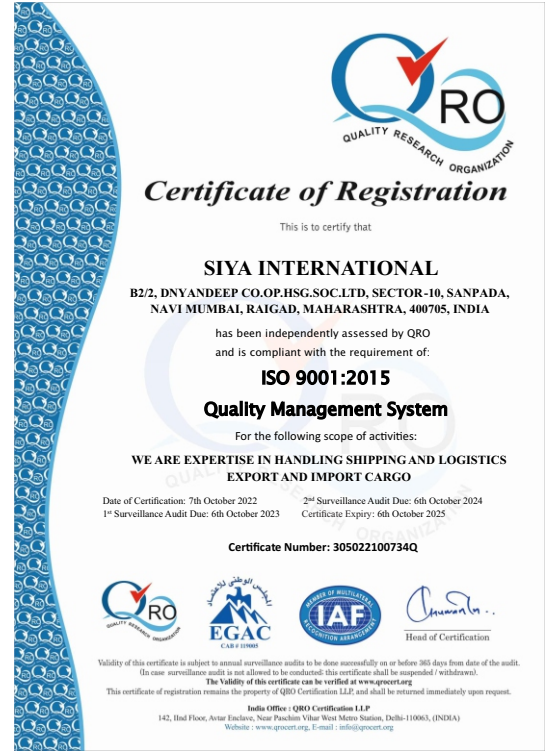 QRO
QUALITY RESEARCH ORGANIZATION
Certificate of Registration
This is to certify that
SIYA INTERNATIONAL
B2/2, DNYANDEEP CO.OP.HSG.SOC.LTD, SECTOR-10, SANPADA,
NAVI MUMBAI, RAIGAD, MAHARASHTRA, 400705, INDIA
has been independently assessed by QRO
and is compliant with the requirement of:
ISO 9001:2015
Quality Management System
For the following scope of activities:
WE ARE EXPERTISE IN HANDLING SHIPPING AND LOGISTICS
EXPORT AND IMPORT CARGO
Date of Certification: 7th October 2022 2nd Surveillance Audit Due: 6th October 2024
1st Surveillance Audit Due: 6th October 2023 Certificate Expiry: 6th October 2025
Certificate Number: 305022100734Q
QRO
QUALITY RESEARCH ORGANIZATION
المجلس الوطني للاعتماد
EGAC
CAB # 119005
MEMBER OF MULTILATERAL
IAF
RECOGNITION ARRANGEMENT
Head of Certification
Validity of this certificate is subject to annual surveillance audits to be done successfully on or before 365 days from date of the audit.
(In case surveillance audit is not allowed to be conducted; this certificate shall be suspended / withdrawn).
The Validity of this certificate can be verified at www.qrocert.org
This certificate of registration remains the property of QRO Certification LLP, and shall be returned immediately upon request.
India Office : QRO Certification LLP
142, IInd Floor, Avtar Enclave, Near Paschim Vihar West Metro Station, Delhi-110063, (INDIA)
Website : www.qrocert.org, E-mail : info@qrocert.org